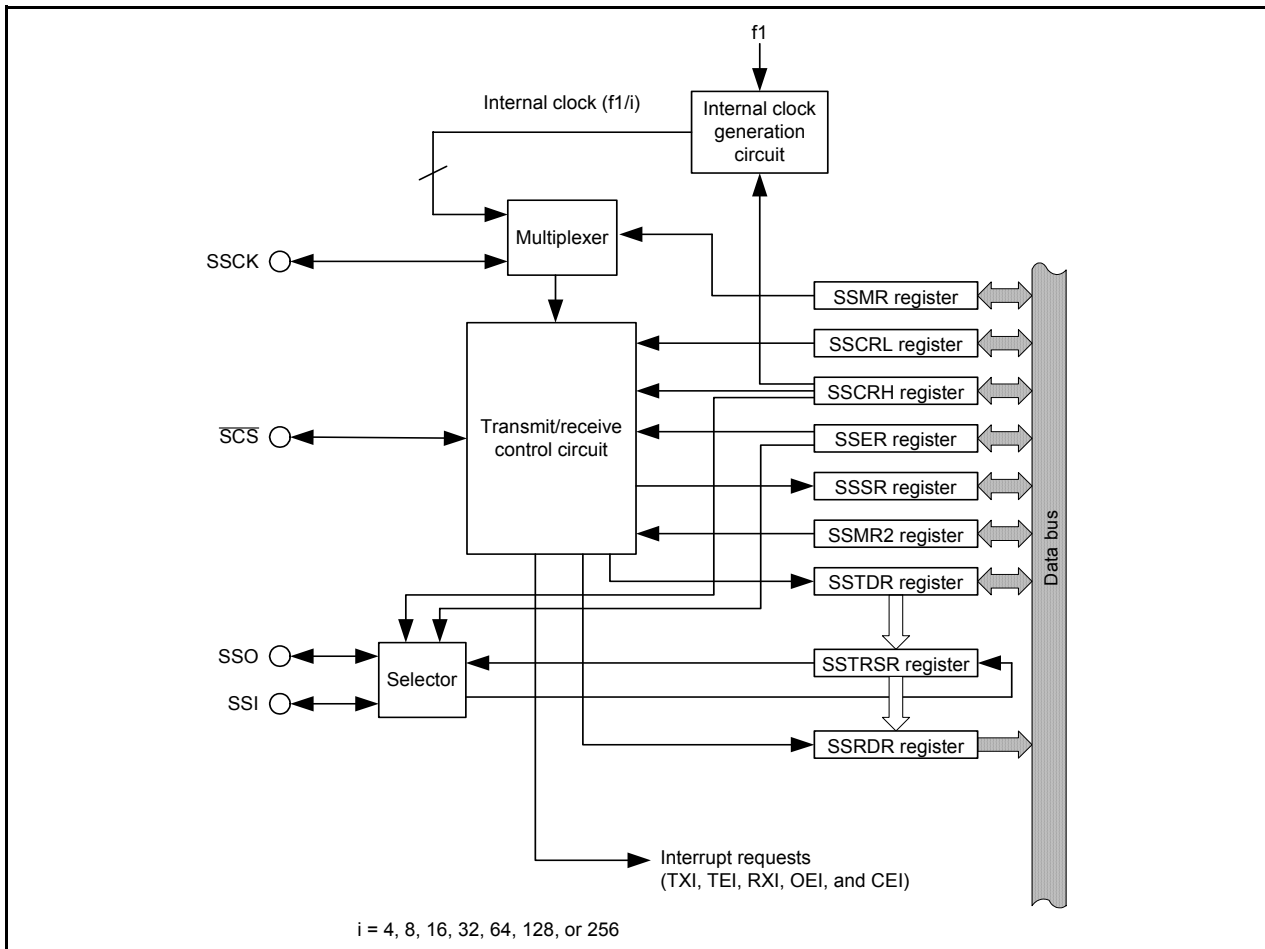 f1
Internal clock (f1/i)
Internal clock
generation
circuit
Multiplexer
SSCK
SSMR register
SSCRL register
SSCRH register
SCS
Transmit/receive
control circuit
SSER register
SSSR register
SSMR2 register
SSTDR register
Data bus
SSO
SSTRSR register
Selector
SSI
SSRDR register
Interrupt requests
(TXI, TEI, RXI, OEI, and CEI)
i = 4, 8, 16, 32, 64, 128, or 256